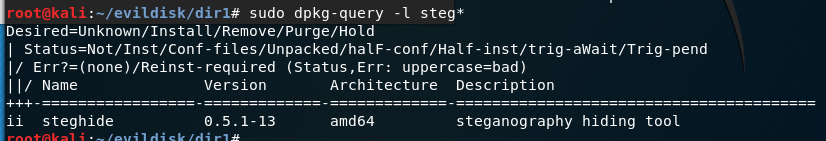 root@kali:~/evildisk/dir1# sudo dpkg-query -l steg*
Desired=Unknown/Install/Remove/Purge/Hold
| Status=Not/Inst/Conf-files/Unpacked/halF-conf/Half-inst/trig-aWait/Trig-pend
|/ Err?=(none)/Reinst-required (Status,Err: uppercase=bad)
||/ Name               Version        Architecture  Description
+++-==================-==============-==============-==========================================
ii  steghide           0.5.1-13       amd64         steganography hiding tool
root@kali:~/evildisk/dir1#